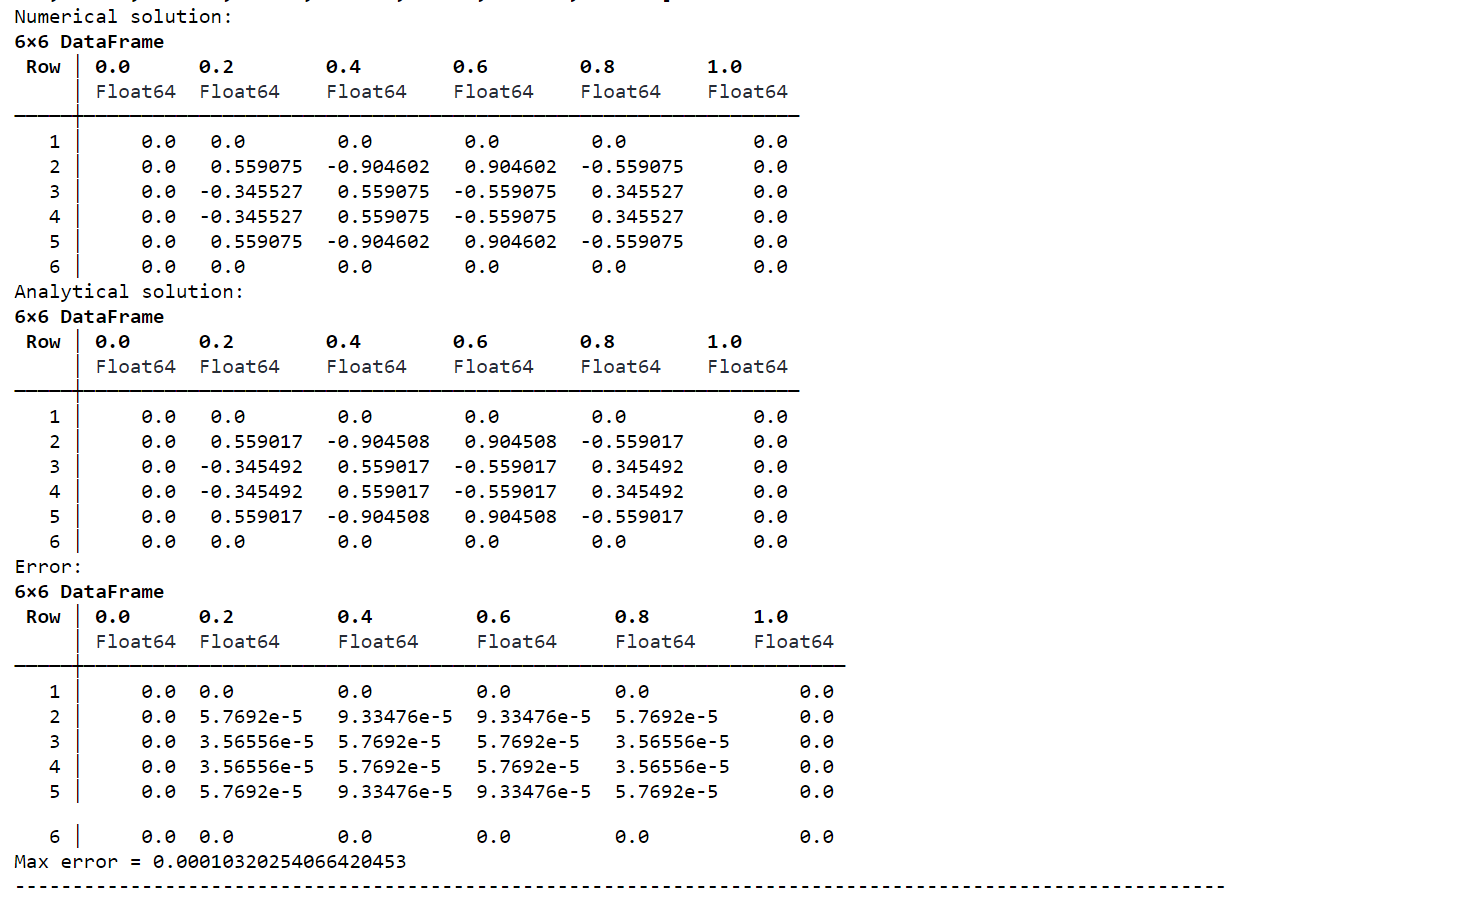 Numerical solution:
6×6 DataFrame
Row │ 0.0 0.2 0.4 0.6 0.8 1.0
│ Float64 Float64 Float64 Float64 Float64 Float64
1 │ 0.0 0.0 0.0 0.0 0.0 0.0
2 │ 0.0 0.559075 -0.904602 0.904602 -0.559075 0.0
3 │ 0.0 -0.345527 0.559075 -0.559075 0.345527 0.0
4 │ 0.0 -0.345527 0.559075 -0.559075 0.345527 0.0
5 │ 0.0 0.559075 -0.904602 0.904602 -0.559075 0.0
6 │ 0.0 0.0 0.0 0.0 0.0 0.0
Analytical solution:
6×6 DataFrame
Row │ 0.0 0.2 0.4 0.6 0.8 1.0
│ Float64 Float64 Float64 Float64 Float64 Float64
1 │ 0.0 0.0 0.0 0.0 0.0 0.0
2 │ 0.0 0.559017 -0.904508 0.904508 -0.559017 0.0
3 │ 0.0 -0.345492 0.559017 -0.559017 0.345492 0.0
4 │ 0.0 -0.345492 0.559017 -0.559017 0.345492 0.0
5 │ 0.0 0.559017 -0.904508 0.904508 -0.559017 0.0
6 │ 0.0 0.0 0.0 0.0 0.0 0.0
Error:
6×6 DataFrame
Row │ 0.0 0.2 0.4 0.6 0.8 1.0
│ Float64 Float64 Float64 Float64 Float64 Float64
1 │ 0.0 0.0 0.0 0.0 0.0 0.0
2 │ 0.0 5.7692e-5 9.33476e-5 9.33476e-5 5.7692e-5 0.0
3 │ 0.0 3.56556e-5 5.7692e-5 5.7692e-5 3.56556e-5 0.0
4 │ 0.0 3.56556e-5 5.7692e-5 5.7692e-5 3.56556e-5 0.0
5 │ 0.0 5.7692e-5 9.33476e-5 9.33476e-5 5.7692e-5 0.0
6 │ 0.0 0.0 0.0 0.0 0.0 0.0
Max error = 0.00010320254066420453